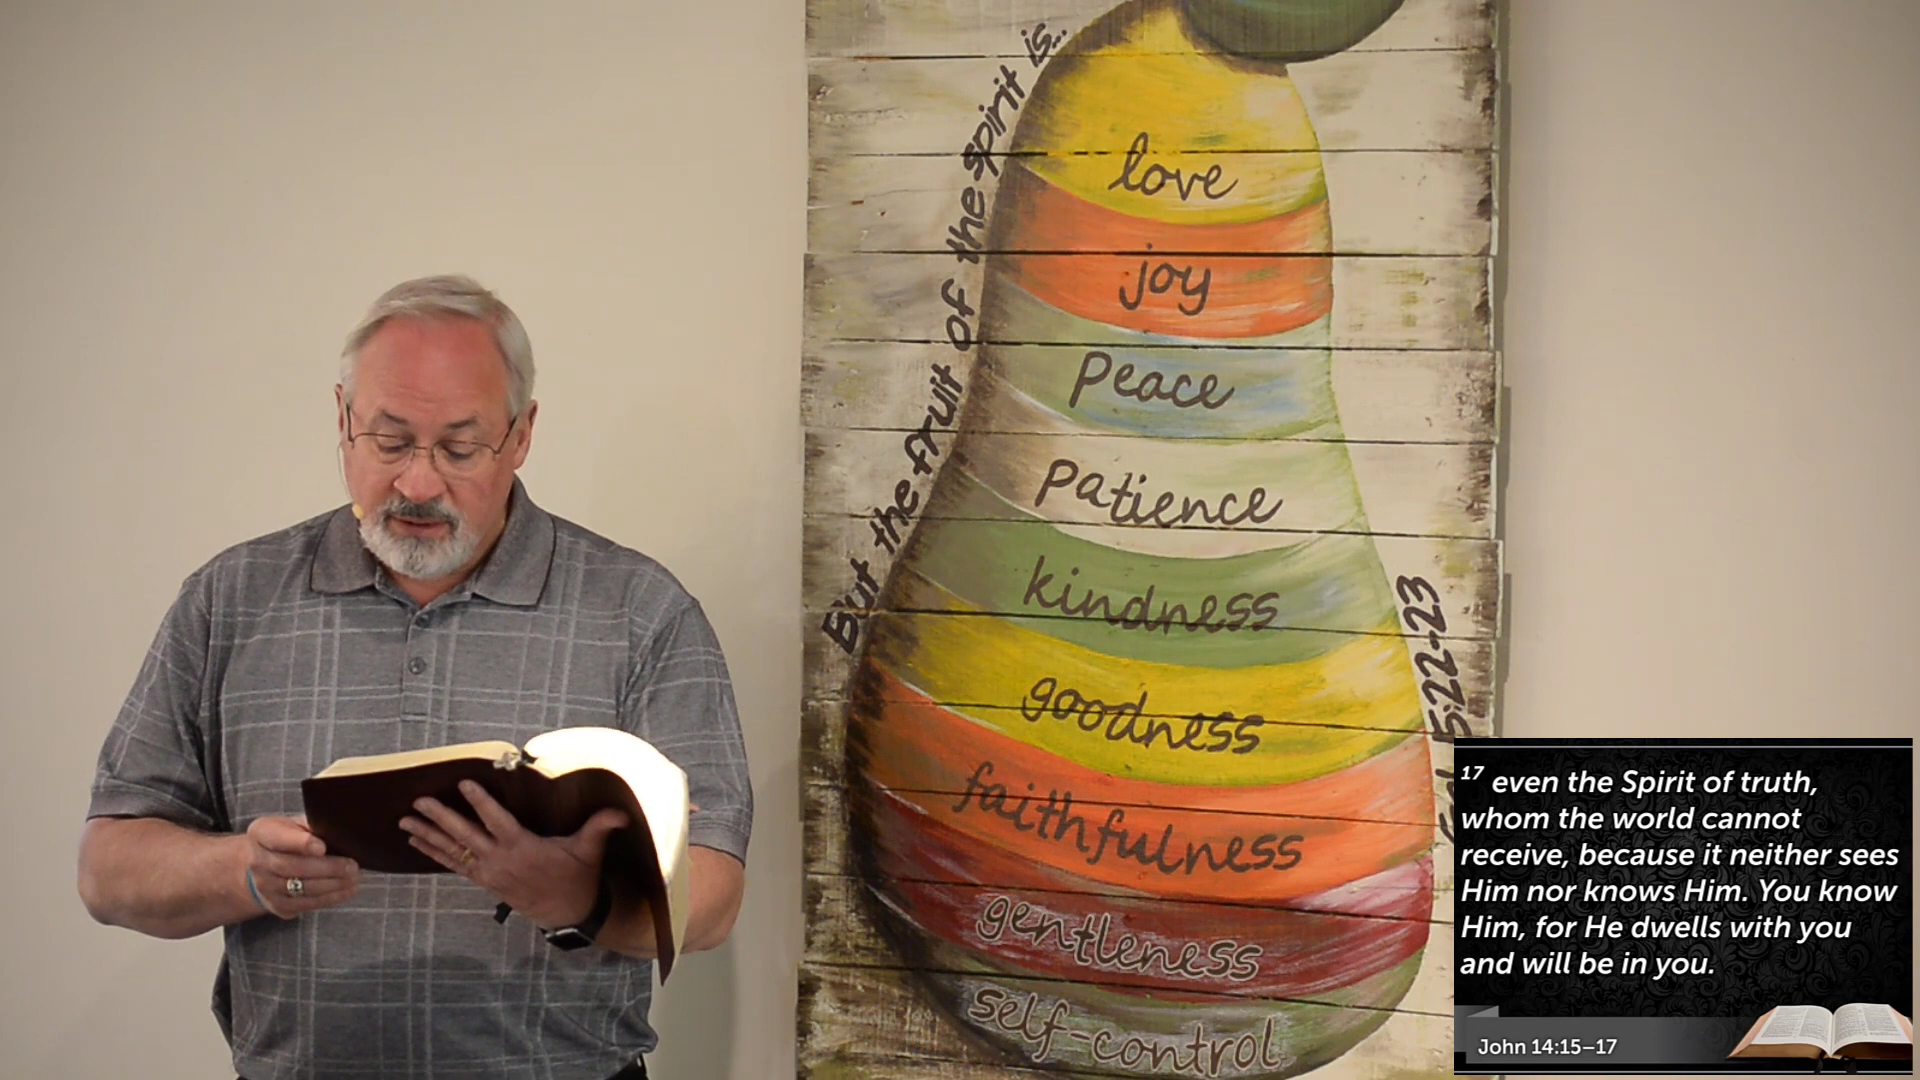 But the fruit of the spirit is...
love
joy
Peace
Patience
kindness
goodness
faithfulness
gentleness
self-control
5:22-23
17 even the Spirit of truth,
whom the world cannot
receive, because it neither sees
Him nor knows Him. You know
Him, for He dwells with you
and will be in you.
John 14:15–17